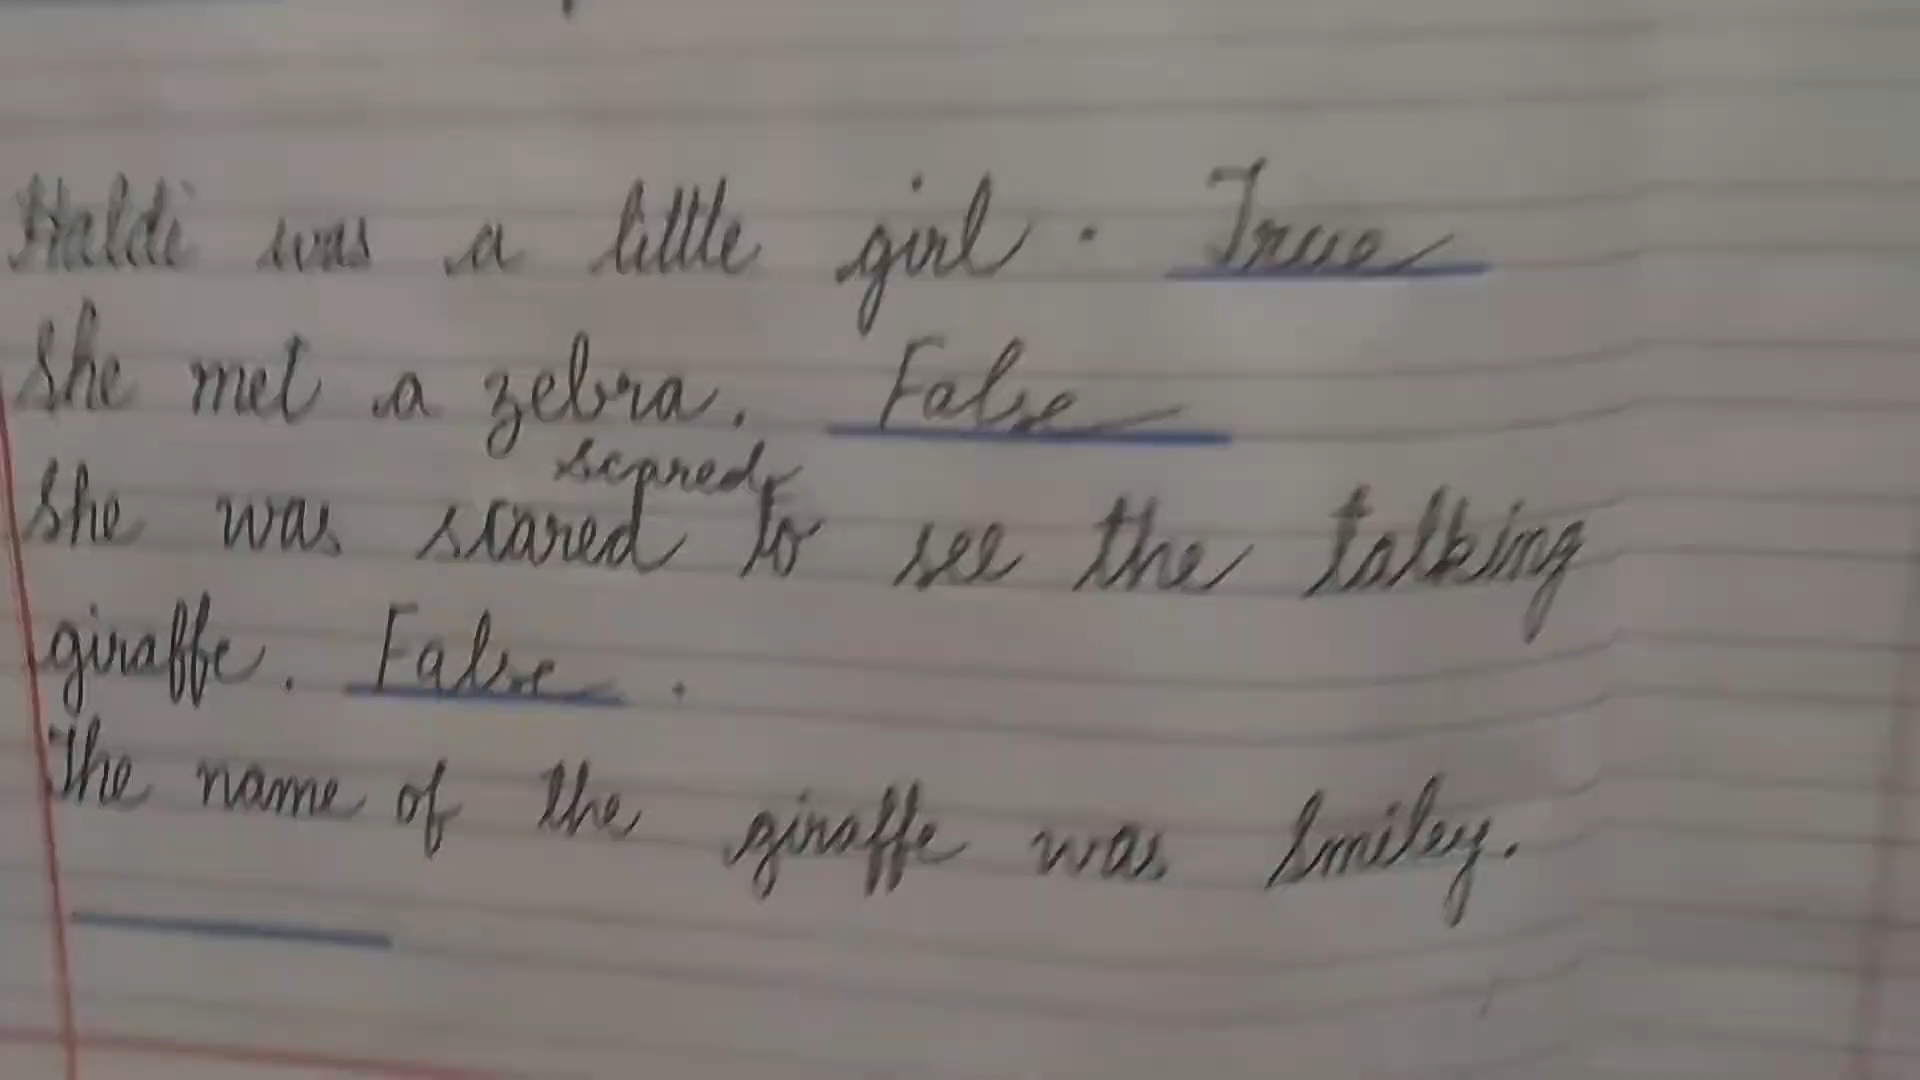 Haldi was a little girl. True
She met a zebra. False
scared
She was scared to see the talking
giraffe. False.
The name of the giraffe was Smiley.